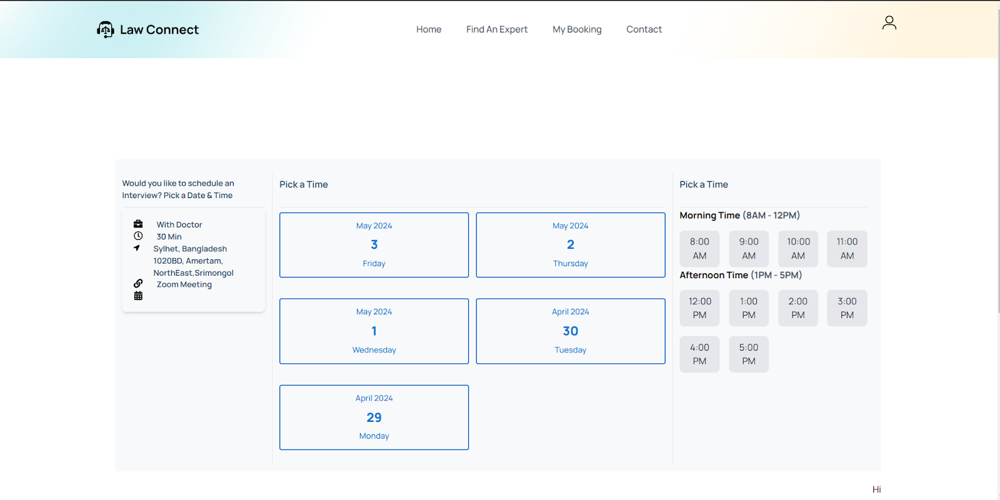 Law Connect
Home
Find An Expert
My Booking
Contact
Would you like to schedule an
Interview? Pick a Date & Time
With Doctor
30 Min
Sylhet, Bangladesh
1020BD, Amertam,
NorthEast,Srimongol
Zoom Meeting
Pick a Time
May 2024
3
Friday
May 2024
2
Thursday
May 2024
1
Wednesday
April 2024
30
Tuesday
April 2024
29
Monday
Pick a Time
Morning Time (8AM - 12PM)
8:00
AM
9:00
AM
10:00
AM
11:00
AM
Afternoon Time (1PM - 5PM)
12:00
PM
1:00
PM
2:00
PM
3:00
PM
4:00
PM
5:00
PM
Hi